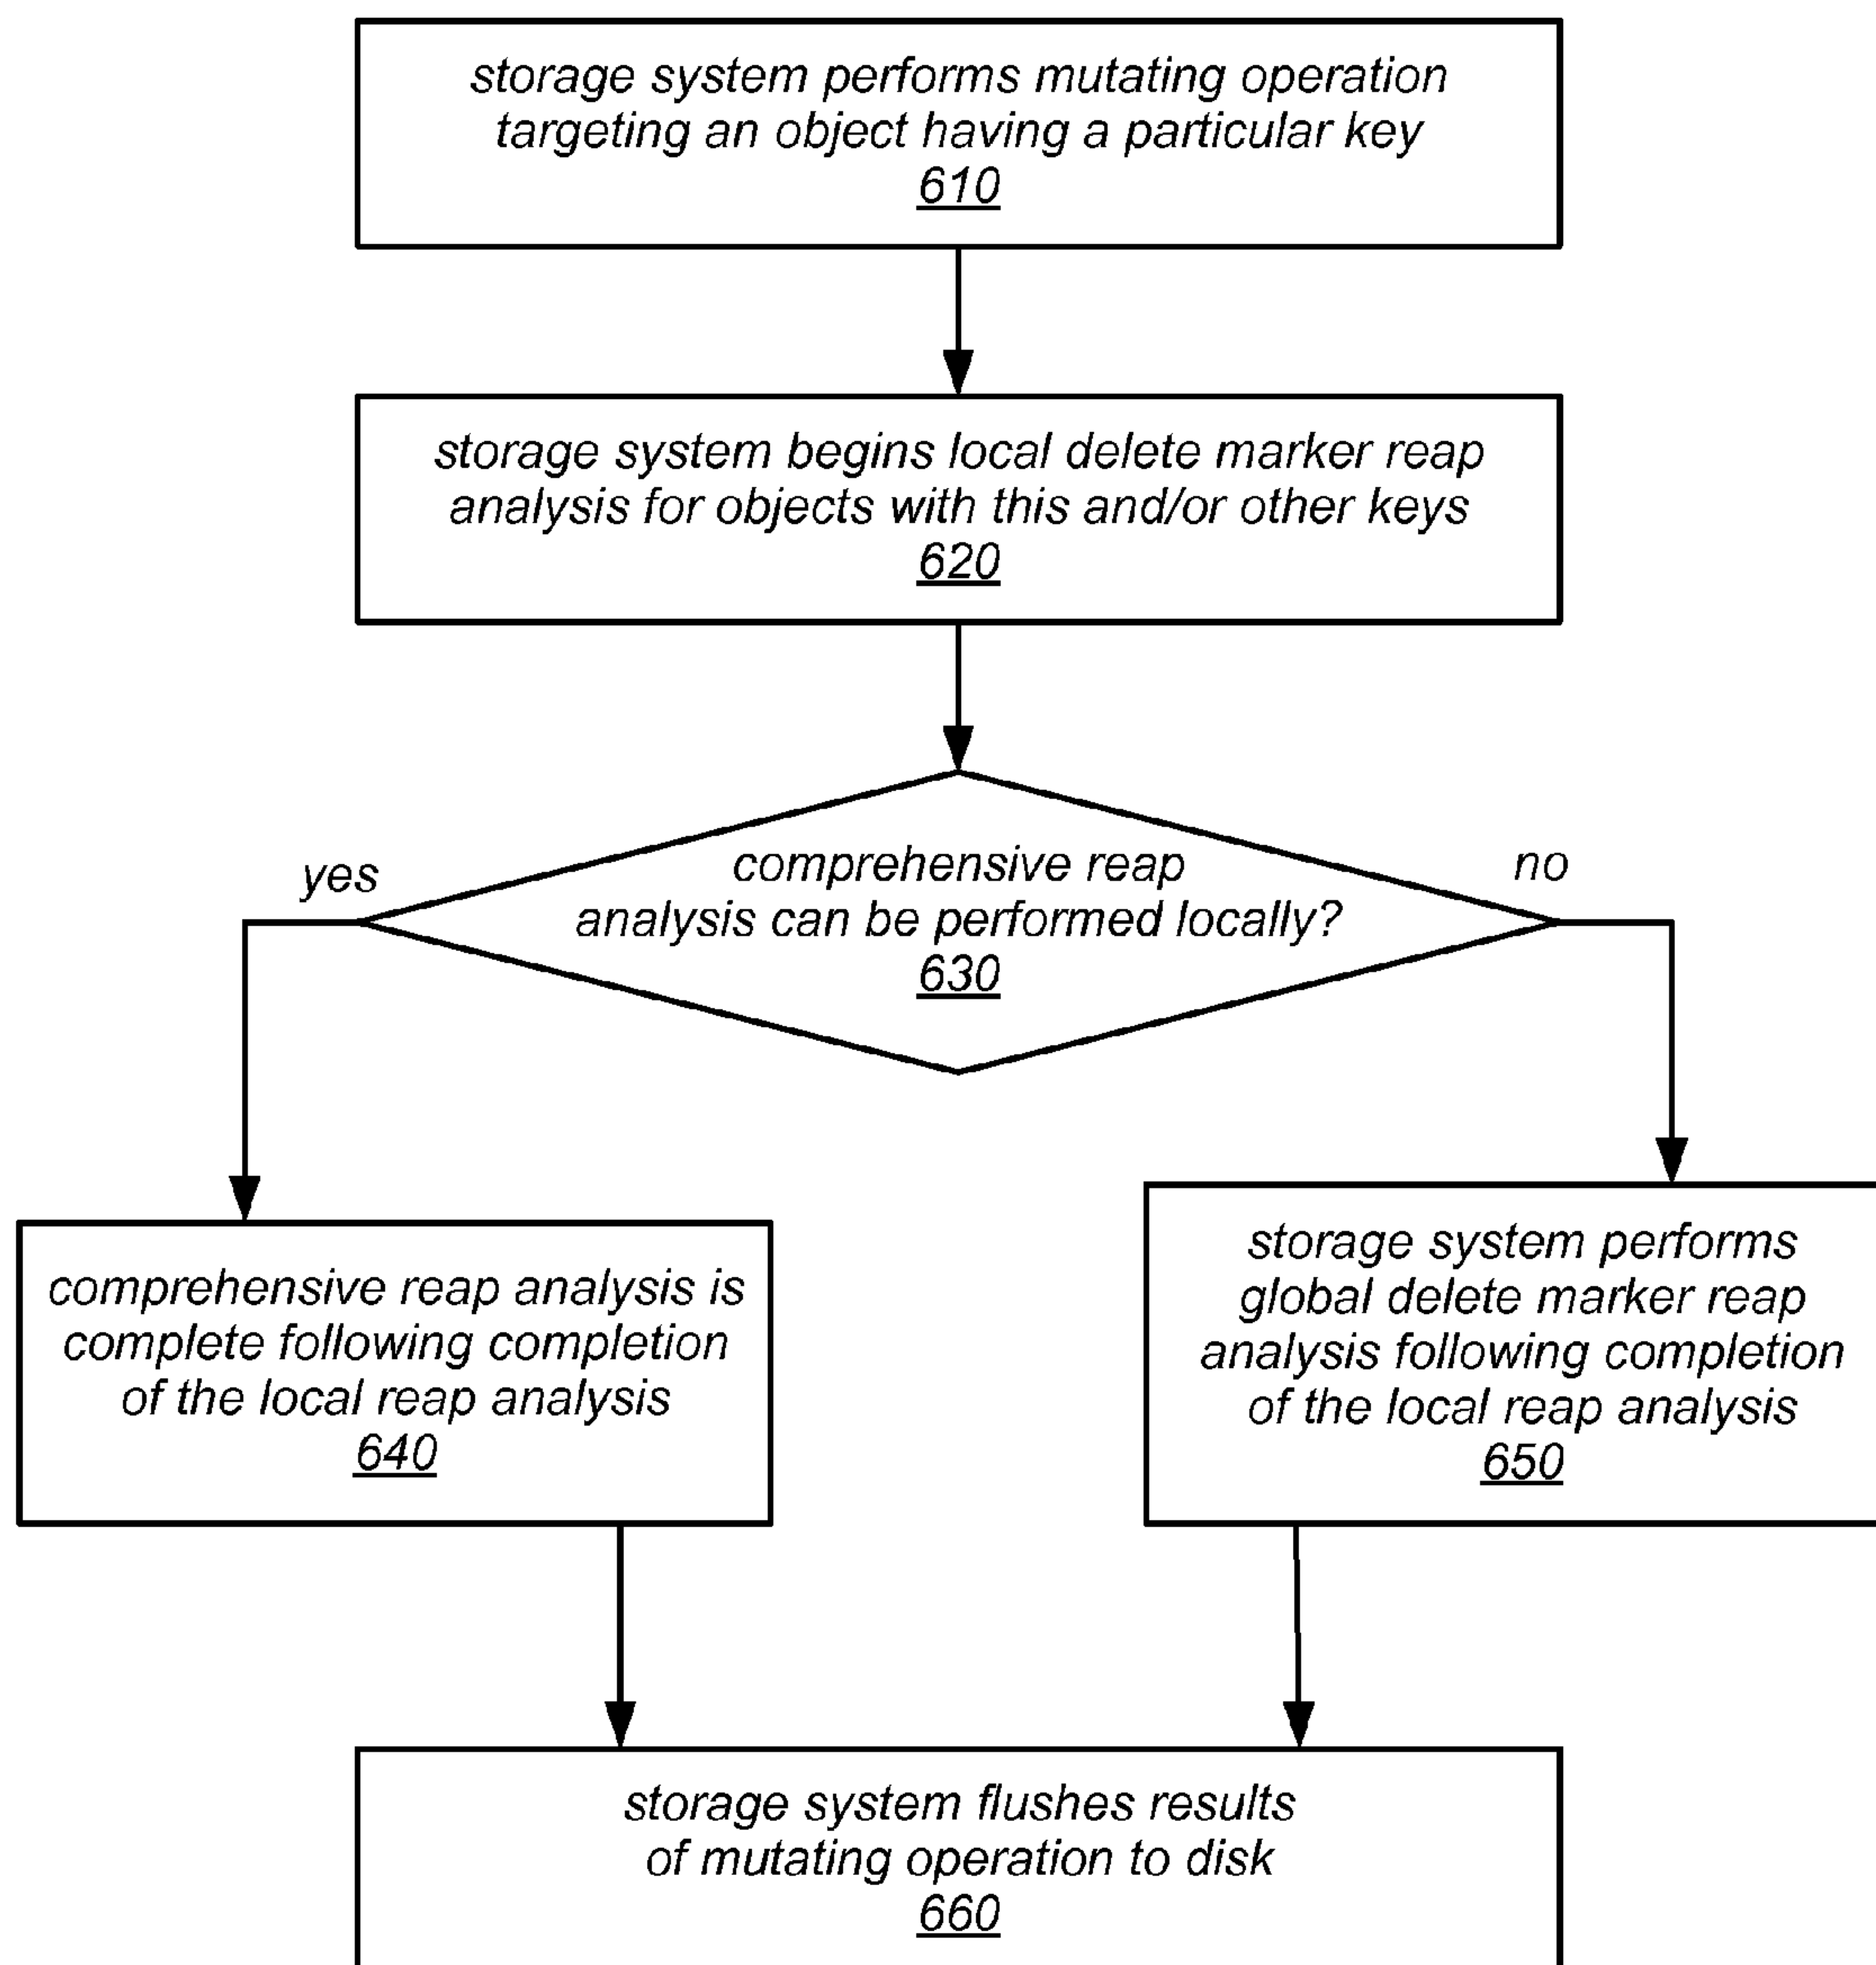 storage system performs mutating operation
targeting an object having a particular key
610
storage system begins local delete marker reap
analysis for objects with this and/or other keys
620
comprehensive reap
analysis can be performed locally?
630
yes
no
comprehensive reap analysis is
complete following completion
of the local reap analysis
640
storage system performs
global delete marker reap
analysis following completion
of the local reap analysis
650
storage system flushes results
of mutating operation to disk
660